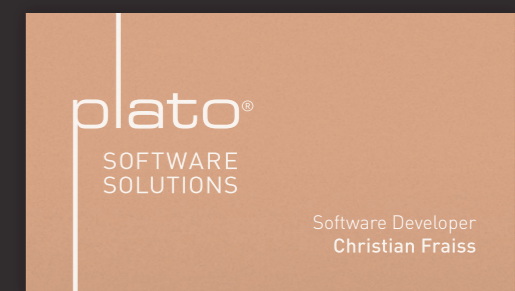 plato®
SOFTWARE
SOLUTIONS
Software Developer
Christian Fraiss